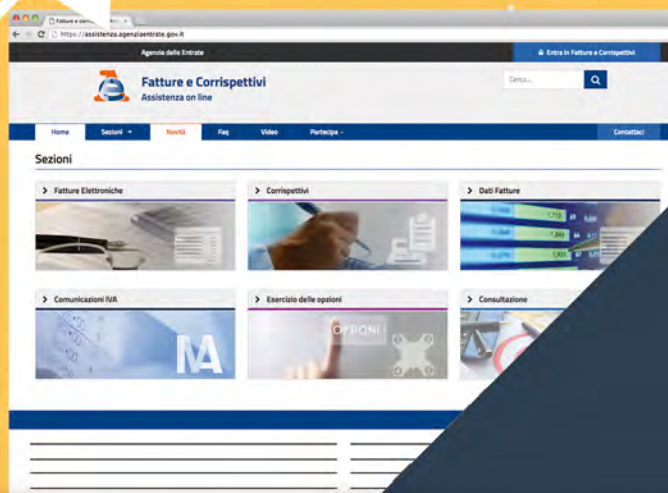 Fatture e corr
https://assistenza.agenziaentrate.gov.it
Agenzia delle Entrate
Entra in Fatture e Corrispettivi
Fatture e Corrispettivi
Assistenza on line
Cerca...
Home
Sezioni
Novità
Faq
Video
Partecipa
Contattaci
Sezioni
Fatture Elettroniche
Corrispettivi
Dati Fatture
Comunicazioni IVA
Esercizio delle opzioni
Consultazione
IVA
OPZIONI